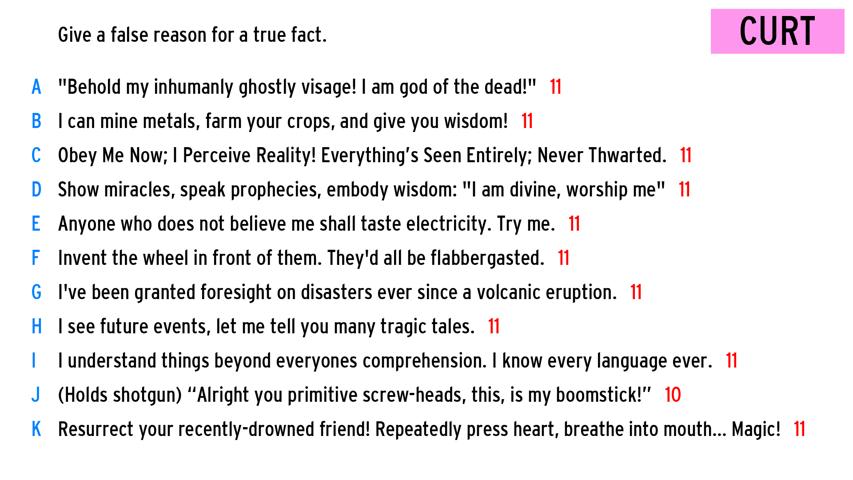 Give a false reason for a true fact.
CURT
A "Behold my inhumanly ghostly visage! I am god of the dead!" 11
B I can mine metals, farm your crops, and give you wisdom! 11
C Obey Me Now; I Perceive Reality! Everything’s Seen Entirely; Never Thwarted. 11
D Show miracles, speak prophecies, embody wisdom: "I am divine, worship me" 11
E Anyone who does not believe me shall taste electricity. Try me. 11
F Invent the wheel in front of them. They'd all be flabbergasted. 11
G I've been granted foresight on disasters ever since a volcanic eruption. 11
H I see future events, let me tell you many tragic tales. 11
I I understand things beyond everyones comprehension. I know every language ever. 11
J (Holds shotgun) “Alright you primitive screw-heads, this, is my boomstick!” 10
K Resurrect your recently-drowned friend! Repeatedly press heart, breathe into mouth... Magic! 11